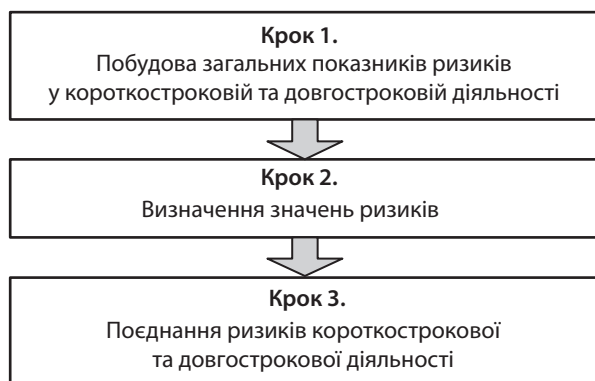 Крок 1.
Побудова загальних показників ризиків
у короткостроковій та довгостроковій діяльності
Крок 2.
Визначення значень ризиків
Крок 3.
Поєднання ризиків короткострокової
та довгострокової діяльності